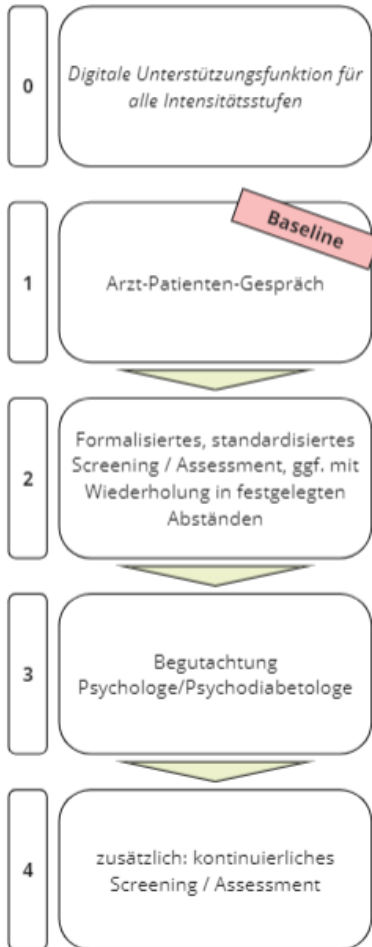 0
Digitale Unterstützungsfunktion für
alle Intensitätsstufen
Baseline
1
Arzt-Patienten-Gespräch
2
Formalisiertes, standardisiertes
Screening / Assessment, ggf. mit
Wiederholung in festgelegten
Abständen
3
Begutachtung
Psychologe/Psychodiabetologe
4
zusätzlich: kontinuierliches
Screening / Assessment